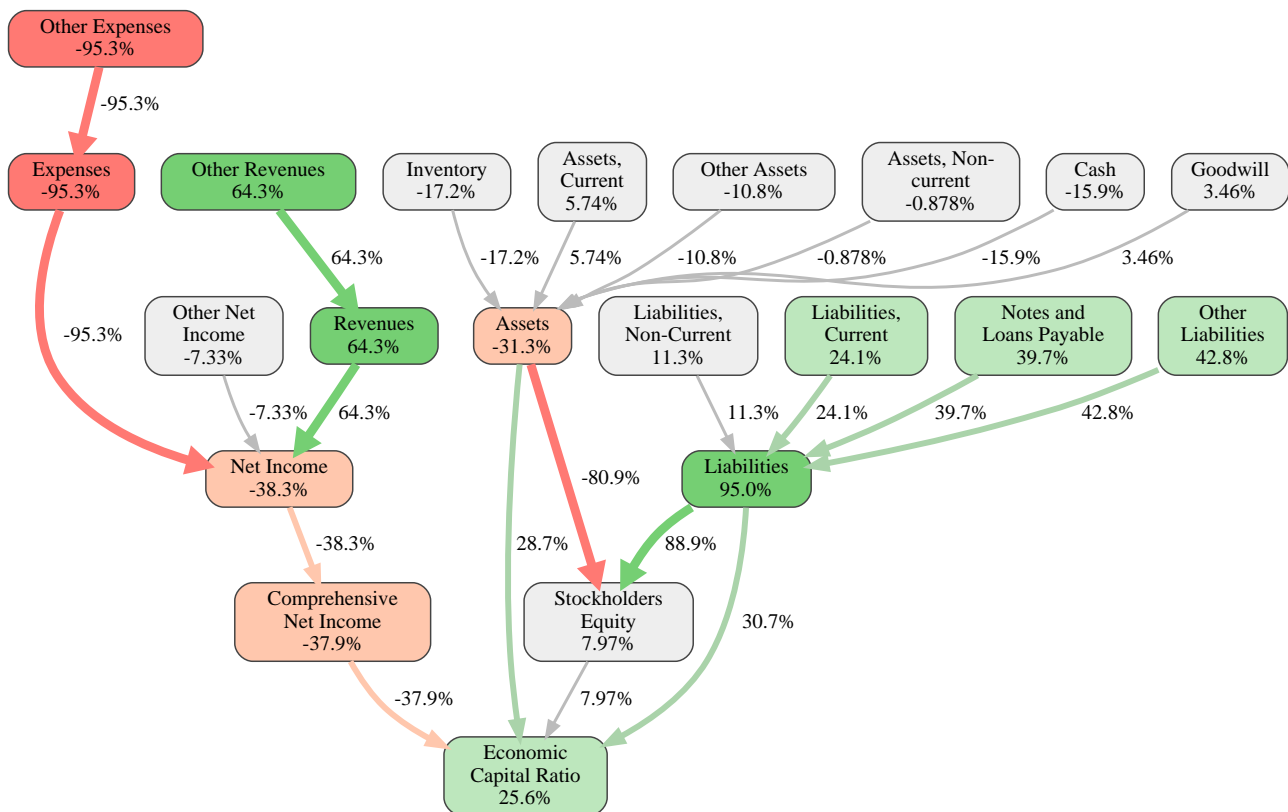 Other Expenses
-95.3%
-95.3%
Expenses
-95.3%
Other Revenues
64.3%
Inventory
-17.2%
Assets,
Current
5.74%
Other Assets
-10.8%
Assets, Non-
current
-0.878%
Cash
-15.9%
Goodwill
3.46%
64.3%
-17.2%
5.74%
-10.8%
-0.878%
-15.9%
3.46%
-95.3%
Other Net
Income
-7.33%
Revenues
64.3%
Assets
-31.3%
Liabilities,
Non-Current
11.3%
Liabilities,
Current
24.1%
Notes and
Loans Payable
39.7%
Other
Liabilities
42.8%
-7.33%
64.3%
11.3%
24.1%
39.7%
42.8%
Net Income
-38.3%
-80.9%
Liabilities
95.0%
-38.3%
28.7%
88.9%
Comprehensive
Net Income
-37.9%
Stockholders
Equity
7.97%
30.7%
-37.9%
7.97%
Economic
Capital Ratio
25.6%